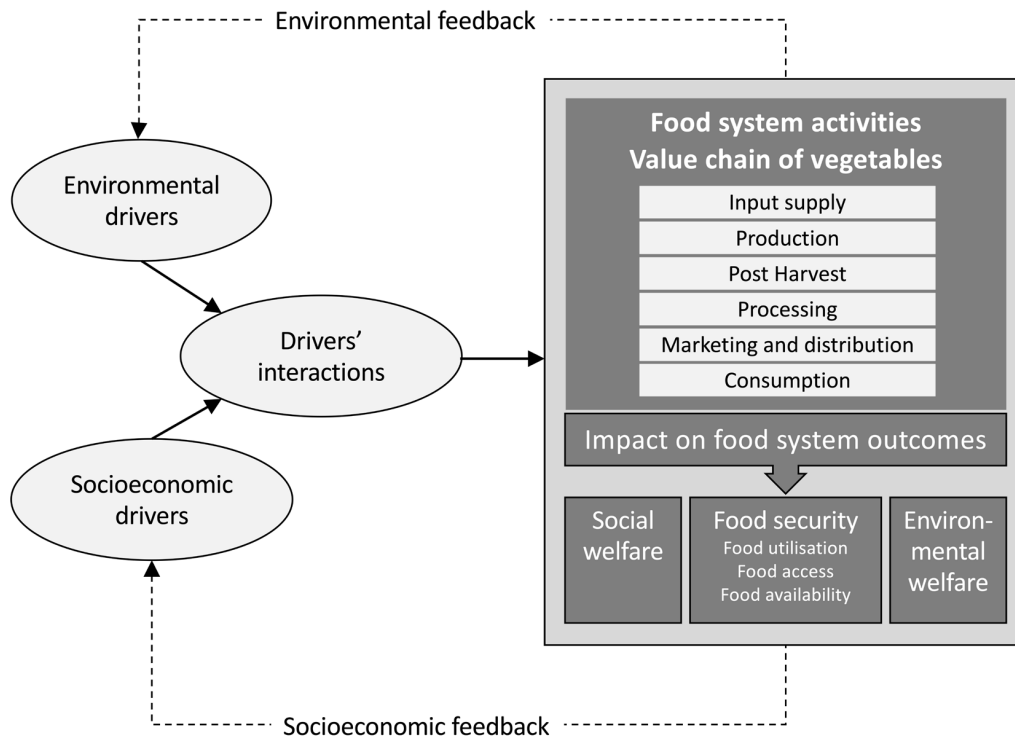 Environmental feedback
Environmental
drivers
Drivers’
interactions
Socioeconomic
drivers
Food system activities
Value chain of vegetables
Input supply
Production
Post Harvest
Processing
Marketing and distribution
Consumption
Impact on food system outcomes
Social
welfare
Food security
Food utilisation
Food access
Food availability
Environ-
mental
welfare
Socioeconomic feedback